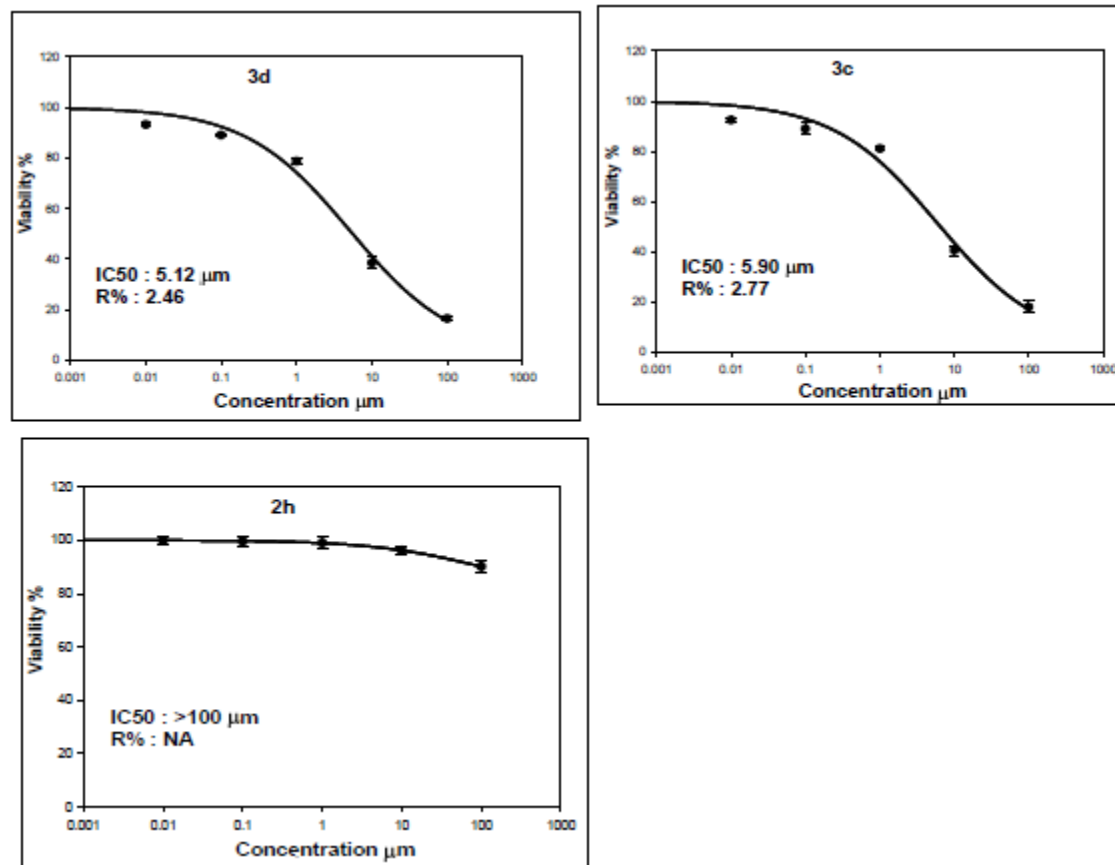 3d
120
100
80
60
40
20
0
Viability %
IC50 : 5.12 µm
R% : 2.46
0.001 0.01 0.1 1 10 100 1000
Concentration µm
3c
120
100
80
60
40
20
0
Viability %
IC50 : 5.90 µm
R% : 2.77
0.001 0.01 0.1 1 10 100 1000
Concentration µm
2h
120
100
80
60
40
20
0
Viability %
IC50 : >100 µm
R% : NA
0.001 0.01 0.1 1 10 100 1000
Concentration µm